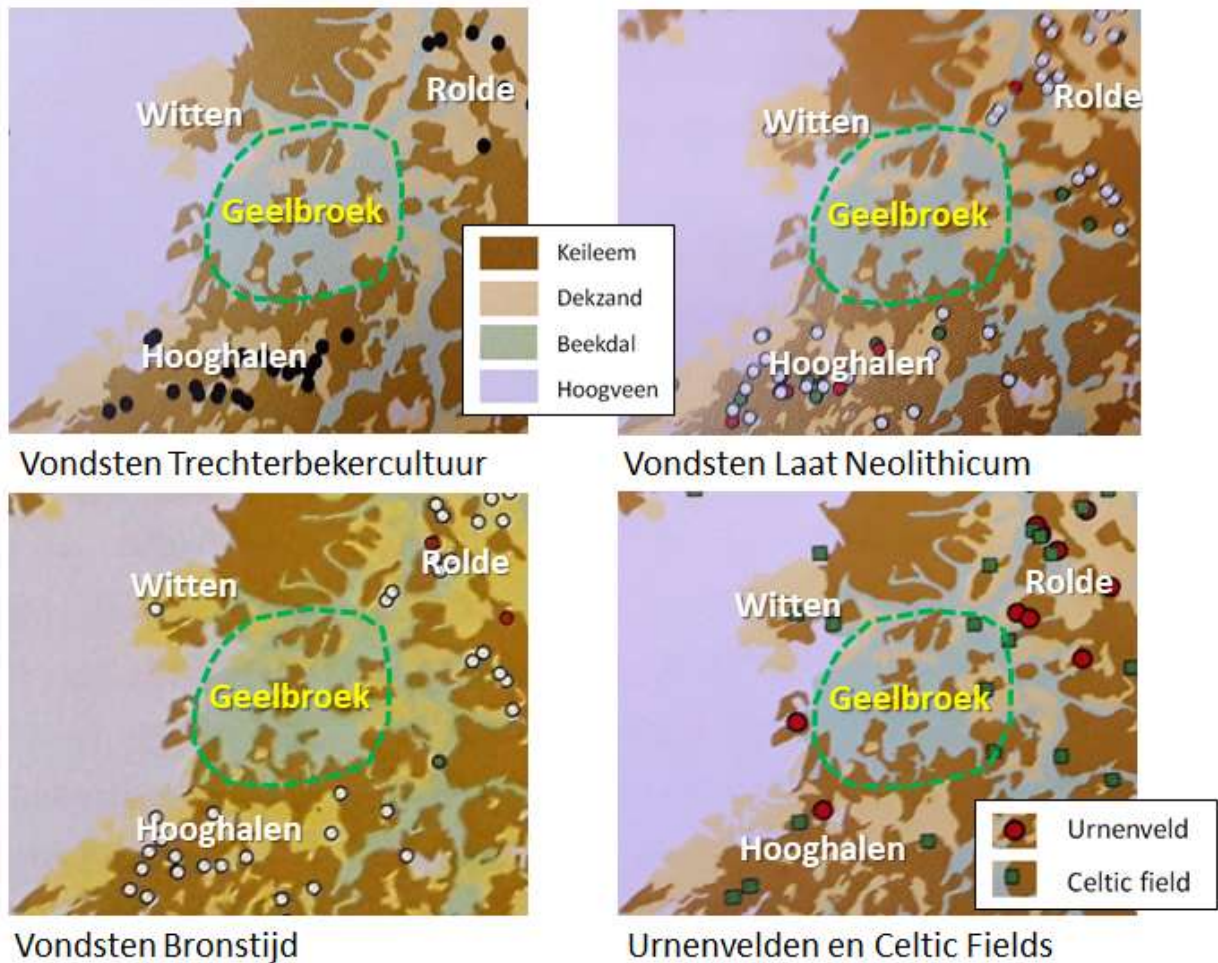 Rolde
Witten
Geelbroek
Hooghalen
Vondsten Trechterbekercultuur
Rolde
Witten
Geelbroek
Hooghalen
Vondsten Laat Neolithicum
Keileem
Dekzand
Beekdal
Hoogveen
Rolde
Witten
Geelbroek
Hooghalen
Vondsten Bronstijd
Rolde
Witten
Geelbroek
Hooghalen
Urnenveld
Celtic field
Urnenvelden en Celtic Fields